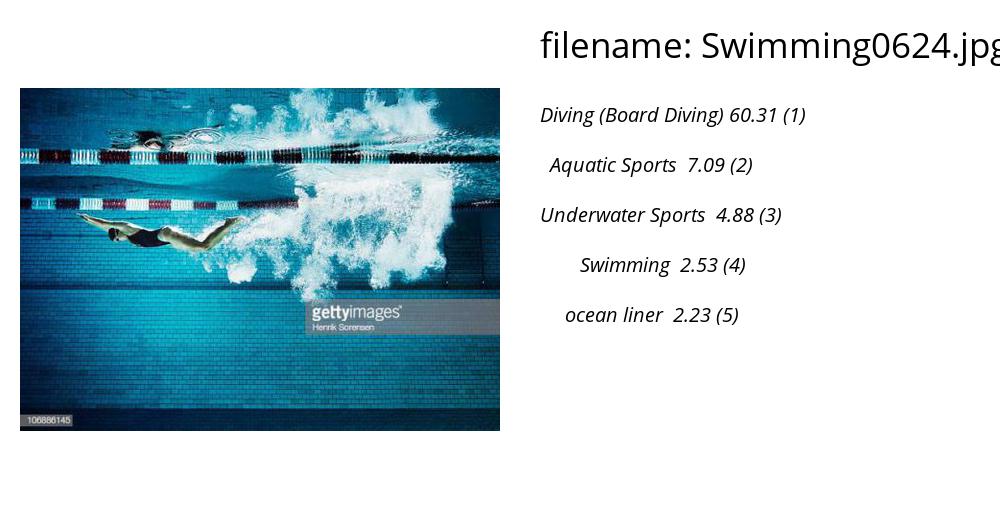 filename: Swimming0624.jpg
Diving (Board Diving) 60.31 (1)
Aquatic Sports 7.09 (2)
Underwater Sports 4.88 (3)
Swimming 2.53 (4)
ocean liner 2.23 (5)
gettyimages®
Henrik Sorensen
106886145